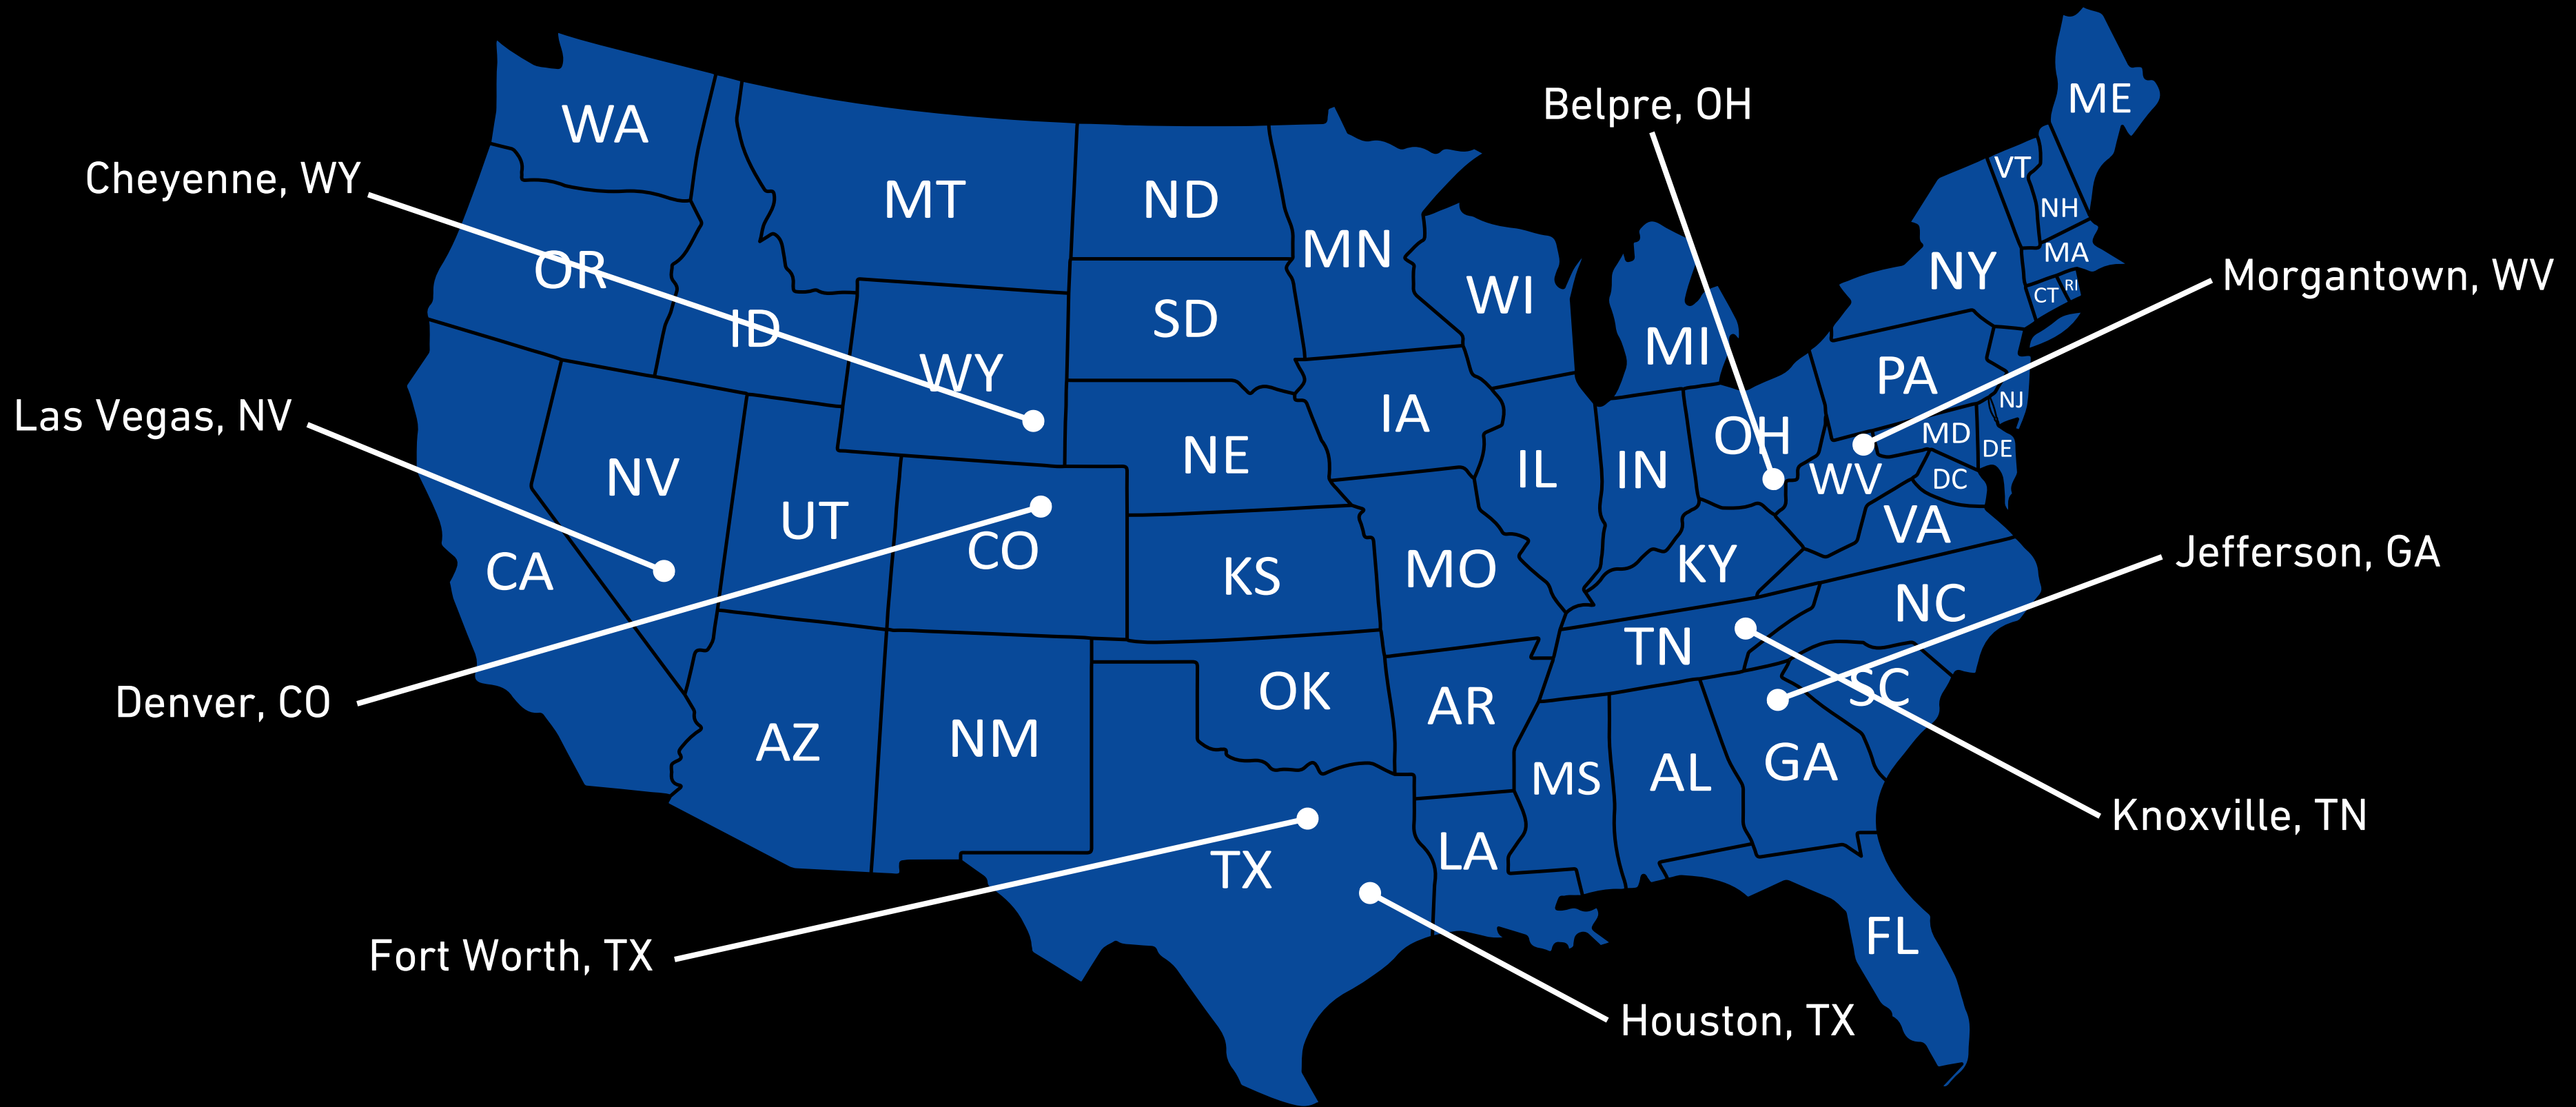 ME
Belpre, OH
WA
VT
Cheyenne, WY
MT
ND
NH
MN
MA
OR
NY
Morgantown, WV
RI
CT
WI
SD
ID
MI
WY
PA
NJ
IA
Las Vegas, NV
OH
MD
DE
NE
IL
IN
NV
WV
DC
UT
VA
CO
Jefferson, GA
KY
CA
MO
KS
NC
TN
SC
OK
Denver, CO
AR
NM
AZ
GA
AL
MS
Knoxville, TN
LA
TX
FL
Fort Worth, TX
Houston, TX